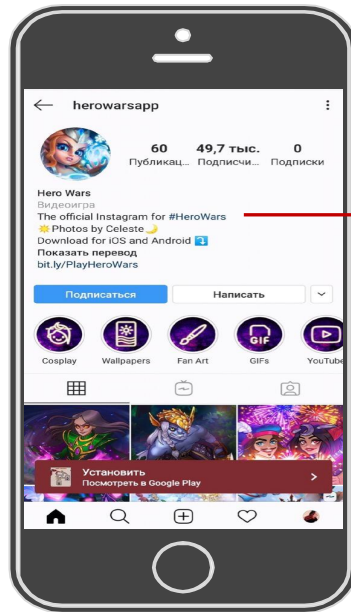 herowarsapp
60 49,7 тыс. 0
Публикац... Подписчи... Подписки
Hero Wars
Видеоигра
The official Instagram for #HeroWars
☀️Photos by Celeste🌙
Download for iOS and Android ⤵️
Показать перевод
bit.ly/PlayHeroWars
Подписаться Написать
GIF
Cosplay Wallpapers Fan Art GIFs YouTube
Установить
Посмотреть в Google Play